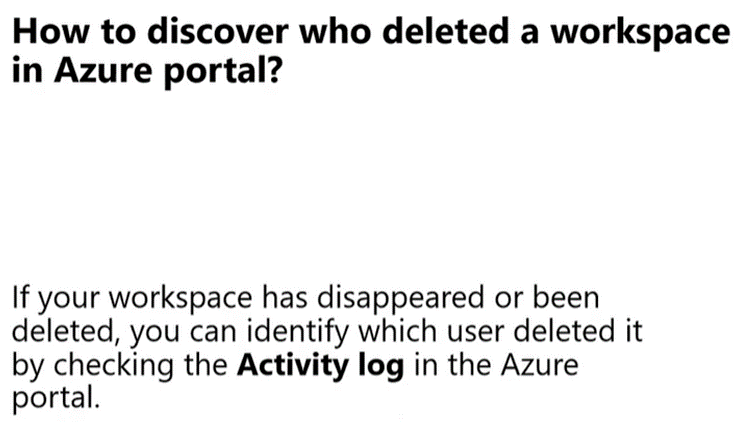 How to discover who deleted a workspace
in Azure portal?
If your workspace has disappeared or been
deleted, you can identify which user deleted it
by checking the Activity log in the Azure
portal.